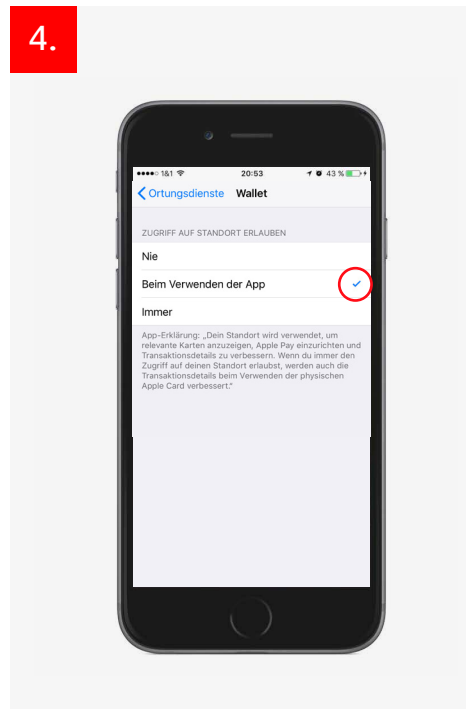 4.
1&1 20:53 43 %
Ortungsdienste Wallet
ZUGRIFF AUF STANDORT ERLAUBEN
Nie
Beim Verwenden der App
Immer
App-Erklärung: „Dein Standort wird verwendet, um
relevante Karten anzuzeigen, Apple Pay einzurichten und
Transaktionsdetails zu verbessern. Wenn du immer den
Zugriff auf deinen Standort erlaubst, werden auch die
Transaktionsdetails beim Verwenden der physischen
Apple Card verbessert.“